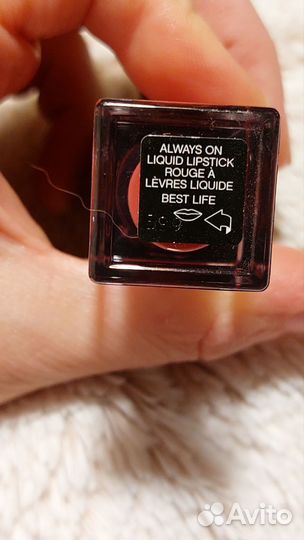 ALWAYS ON
LIQUID LIPSTICK
ROUGE À
LÈVRES LIQUIDE
BEST LIFE
Avito